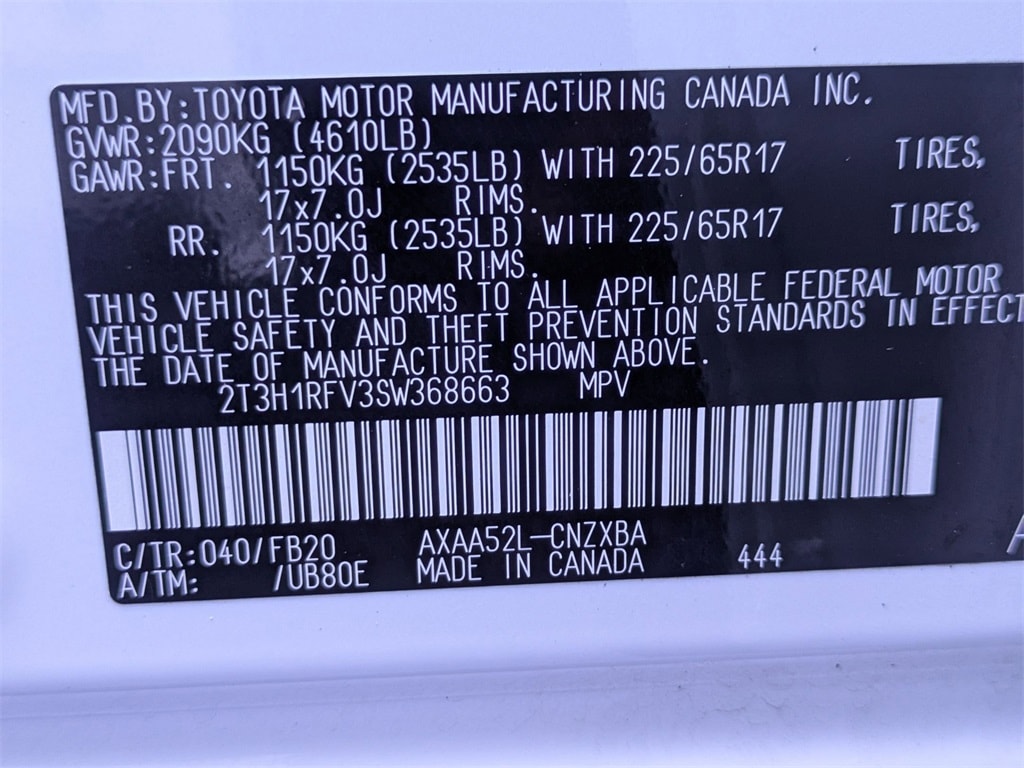 MFD.BY:TOYOTA MOTOR MANUFACTURING CANADA INC.
GVWR:2090KG (4610LB)
GAWR:FRT. 1150KG (2535LB) WITH 225/65R17 TIRES,
17x7.0J RIMS.
RR. 1150KG (2535LB) WITH 225/65R17 TIRES,
17x7.0J RIMS.
THIS VEHICLE CONFORMS TO ALL APPLICABLE FEDERAL MOTOR
VEHICLE SAFETY AND THEFT PREVENTION STANDARDS IN EFFECT
THE DATE OF MANUFACTURE SHOWN ABOVE.
2T3H1RFV3SW368663 MPV
C/TR:040/FB20 AXAA52L-CNZXBA
A/TM: /UB80E MADE IN CANADA 444